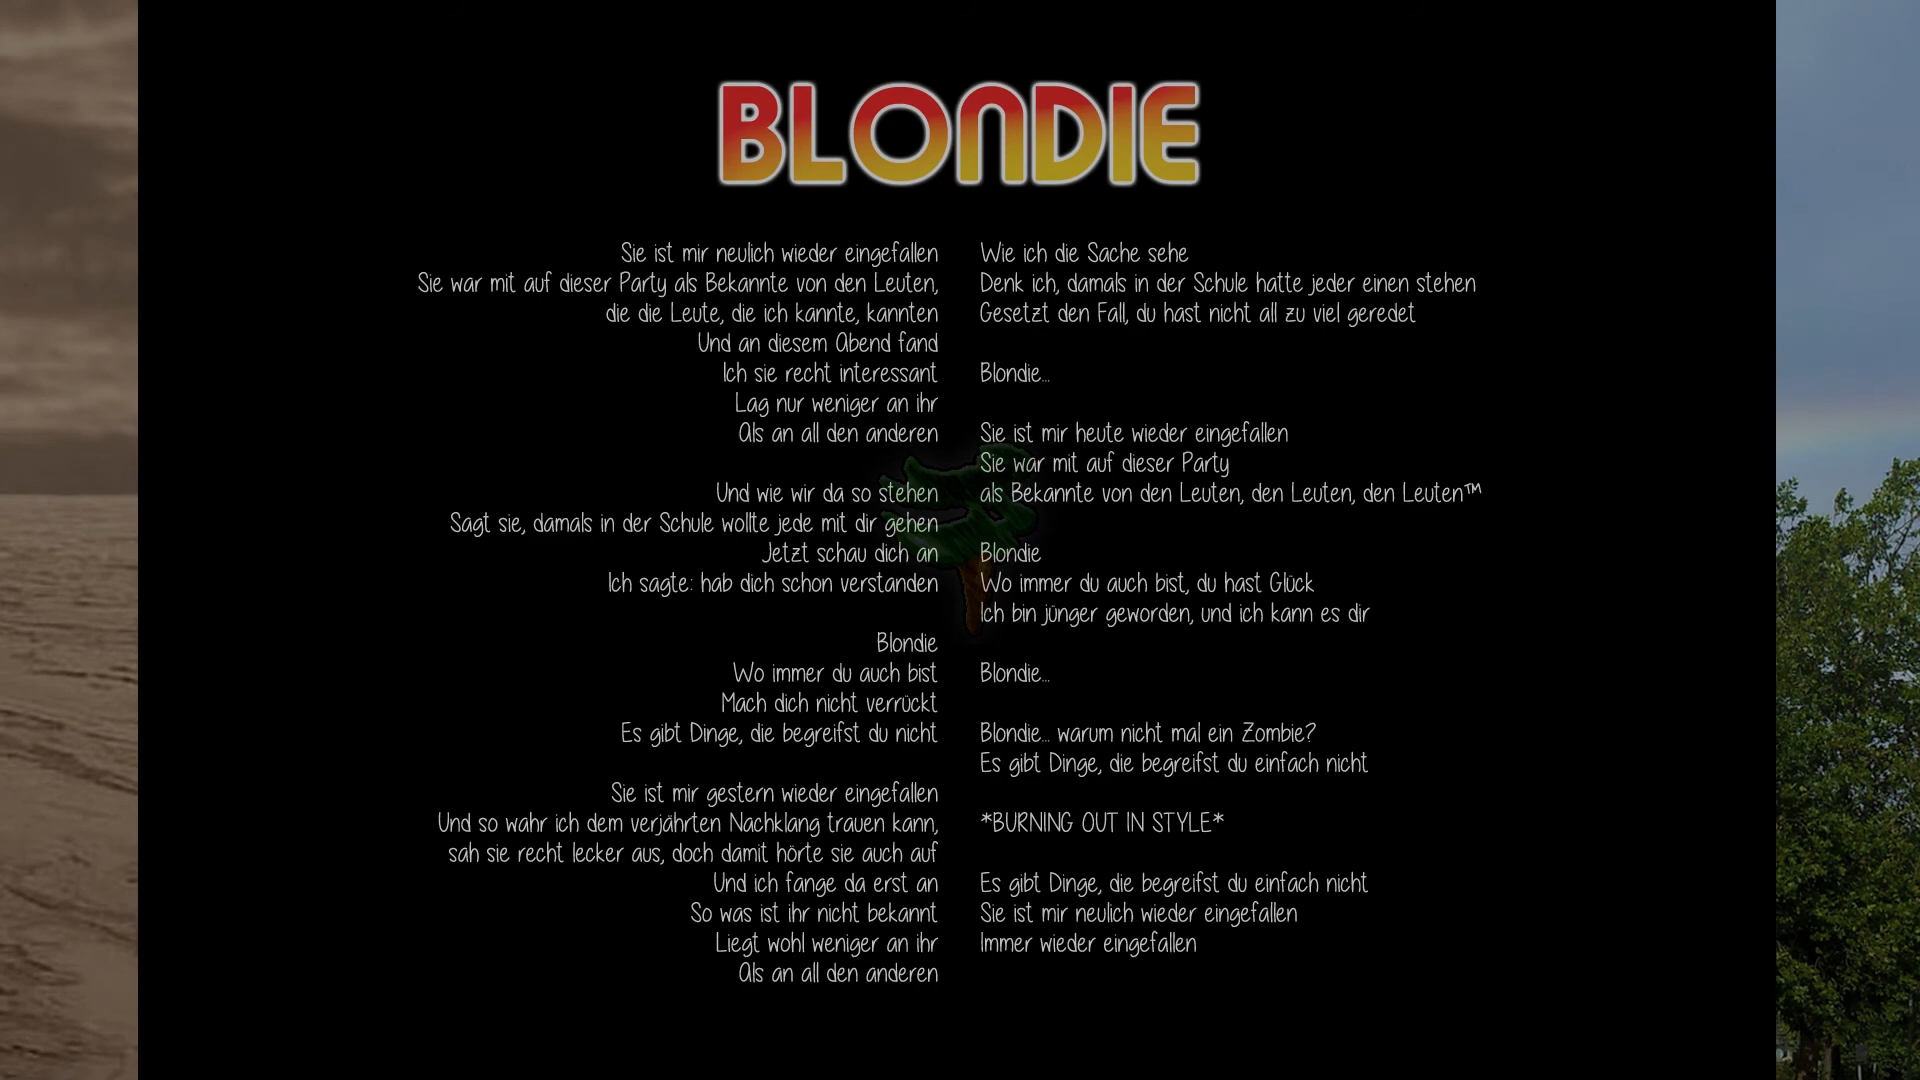 BLONDIE
Sie ist mir neulich wieder eingefallen
Sie war mit auf dieser Party als Bekannte von den Leuten,
die die Leute, die ich kannte, kannten
Und an diesem Abend fand
Ich sie recht interessant
Lag nur weniger an ihr
Als an all den anderen
Und wie wir da so stehen
Sagt sie, damals in der Schule wollte jede mit dir gehen
Jetzt schau dich an
Ich sagte: hab dich schon verstanden
Blondie
Wo immer du auch bist
Mach dich nicht verrückt
Es gibt Dinge, die begreifst du nicht
Sie ist mir gestern wieder eingefallen
Und so wahr ich dem verjährten Nachklang trauen kann,
sah sie recht lecker aus, doch damit hörte sie auch auf
Und ich fange da erst an
So was ist ihr nicht bekannt
Liegt wohl weniger an ihr
Als an all den anderen
Wie ich die Sache sehe
Denk ich, damals in der Schule hatte jeder einen stehen
Gesetzt den Fall, du hast nicht all zu viel geredet
Blondie...
Sie ist mir heute wieder eingefallen
Sie war mit auf dieser Party
als Bekannte von den Leuten, den Leuten, den Leuten™
Blondie
Wo immer du auch bist, du hast Glück
Ich bin jünger geworden, und ich kann es dir
Blondie...
Blondie... warum nicht mal ein Zombie?
Es gibt Dinge, die begreifst du einfach nicht
*BURNING OUT IN STYLE*
Es gibt Dinge, die begreifst du einfach nicht
Sie ist mir neulich wieder eingefallen
Immer wieder eingefallen